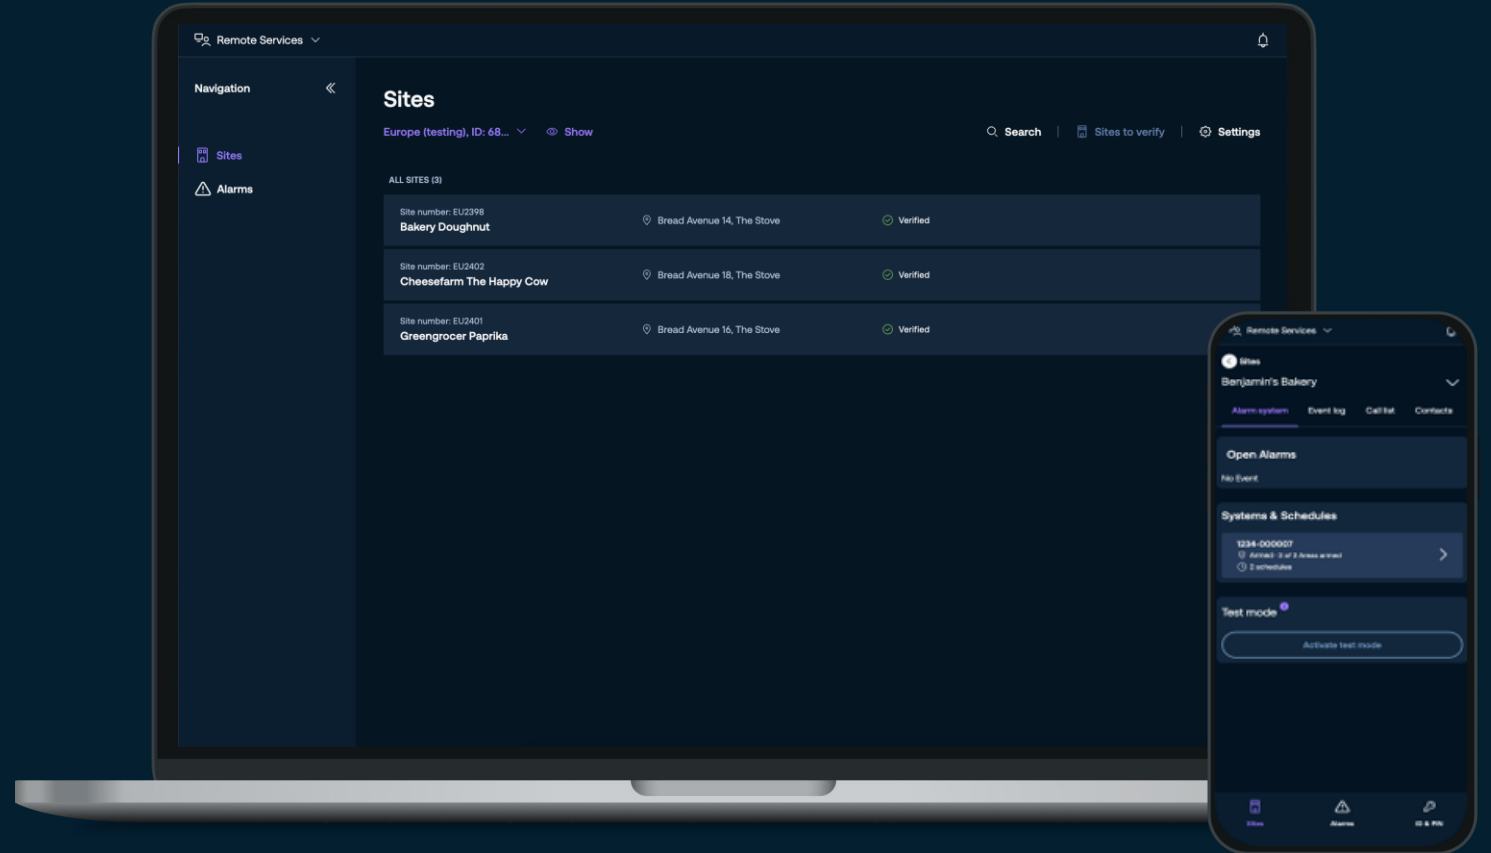 Remote Services
Navigation
Sites
Alarms
Sites
Europe (testing), ID: 68... Show
Search | Sites to verify | Settings
ALL SITES (3)
Site number: EU2398
Bakery Doughnut
Bread Avenue 14, The Stove
Verified
Site number: EU2402
Cheesefarm The Happy Cow
Bread Avenue 18, The Stove
Verified
Site number: EU2401
Greengrocer Paprika
Bread Avenue 16, The Stove
Verified
Remote Services
Sites
Benjamin's Bakery
Alarm system Event log Call list Contacts
Open Alarms
No Event
Systems & Schedules
1234-000007
Areas armed
2 schedules
Test mode
Activate test mode
Sites Alarms ID & PIN